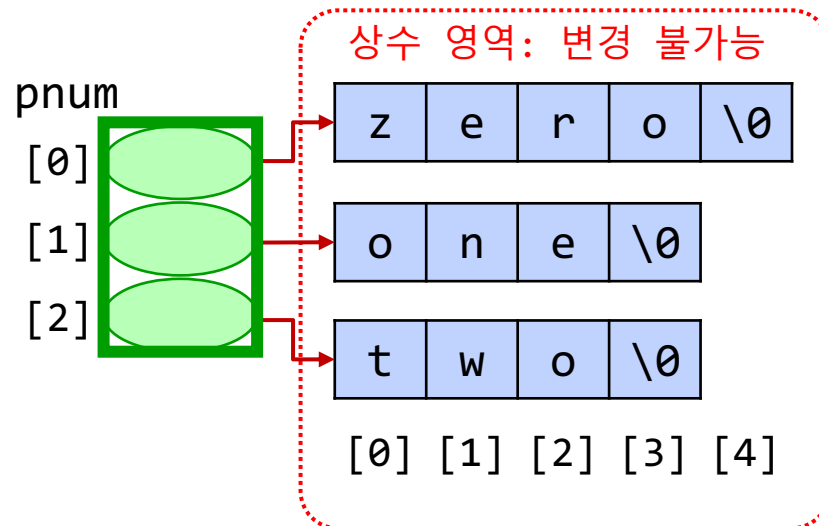 상수 영역: 변경 불가능
pnum
[0] z e r o \0
[1] o n e \0
[2] t w o \0
[0] [1] [2] [3] [4]